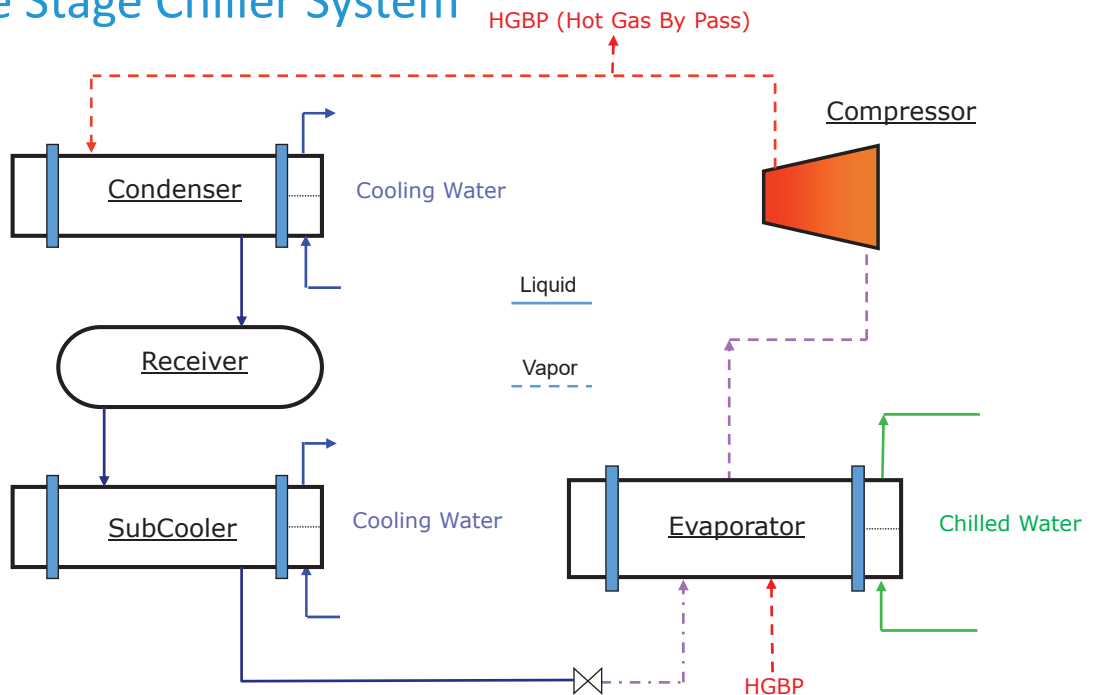 e Stage Chiller System
HGBP (Hot Gas By Pass)
Compressor
Condenser
Cooling Water
Liquid
Receiver
Vapor
SubCooler
Cooling Water
Evaporator
Chilled Water
HGBP